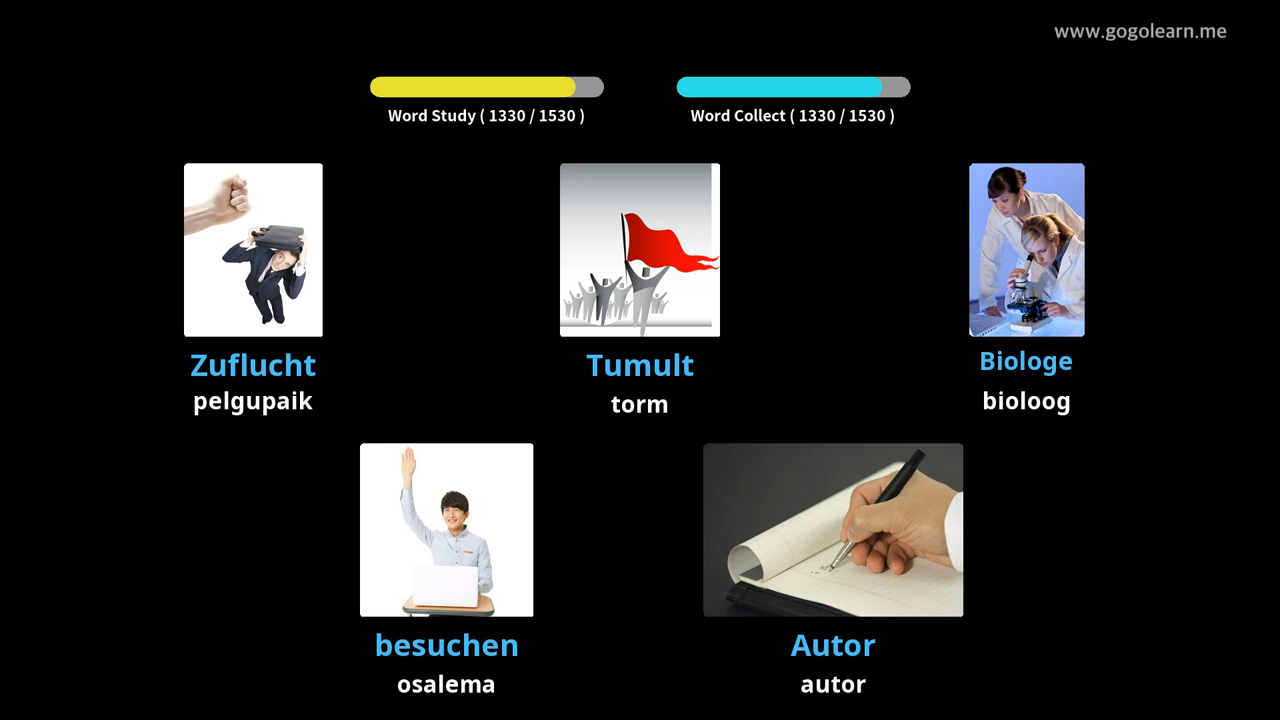 www.gogolearn.me
Word Study ( 1330 / 1530 )
Word Collect ( 1330 / 1530 )
Zuflucht
pelgupaik
Tumult
torm
Biologe
bioloog
besuchen
osalema
Autor
autor